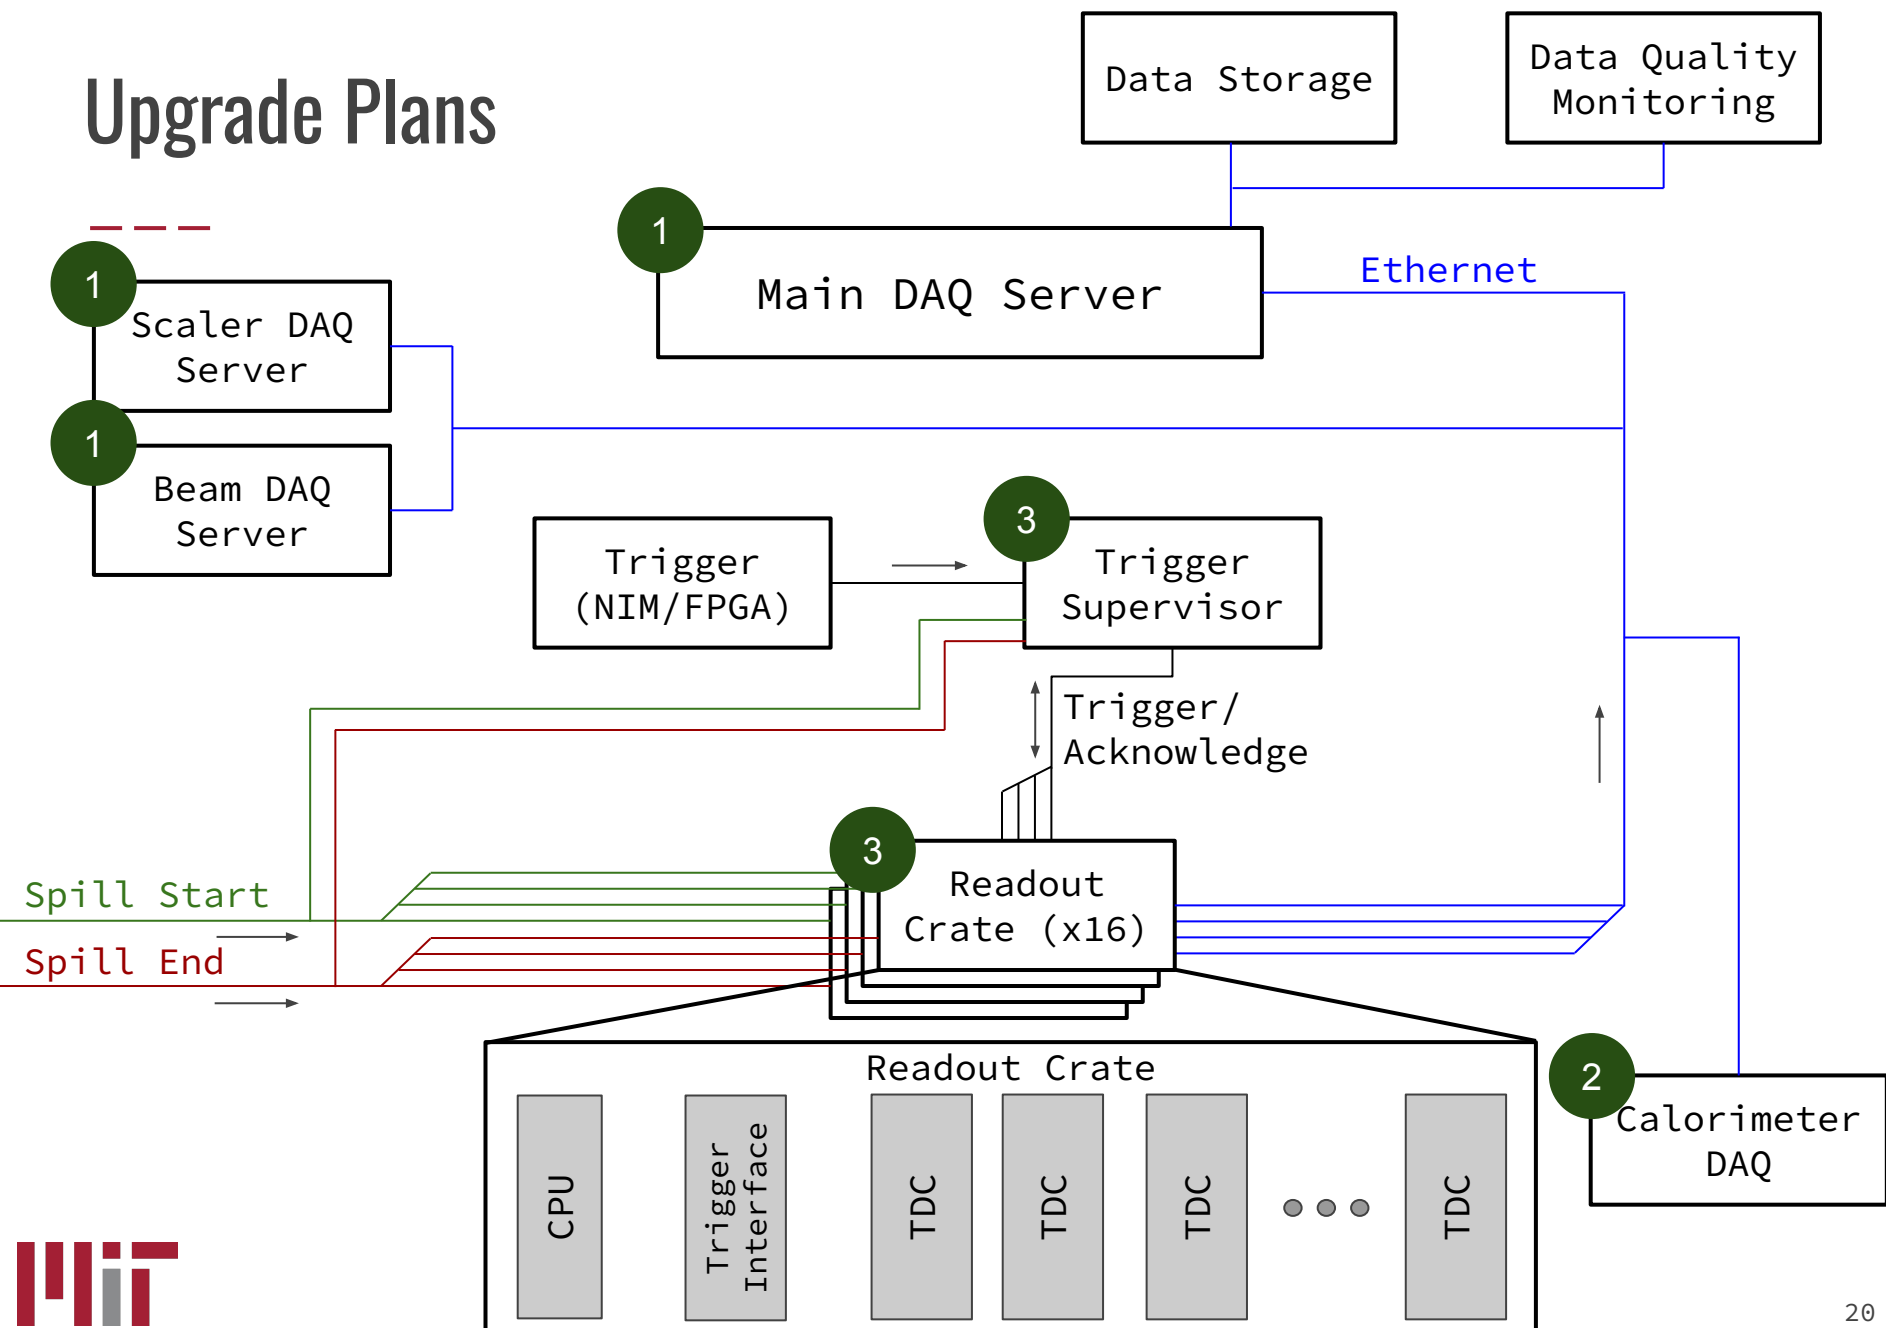 Upgrade Plans
Data Storage
Data Quality
Monitoring
1
Main DAQ Server
Ethernet
1
Scaler DAQ
Server
1
Beam DAQ
Server
Trigger
(NIM/FPGA)
3
Trigger
Supervisor
Trigger/
Acknowledge
3
Readout
Crate (x16)
Spill Start
Spill End
Readout Crate
CPU
Trigger
Interface
TDC
TDC
TDC
TDC
2
Calorimeter
DAQ
MIT
20